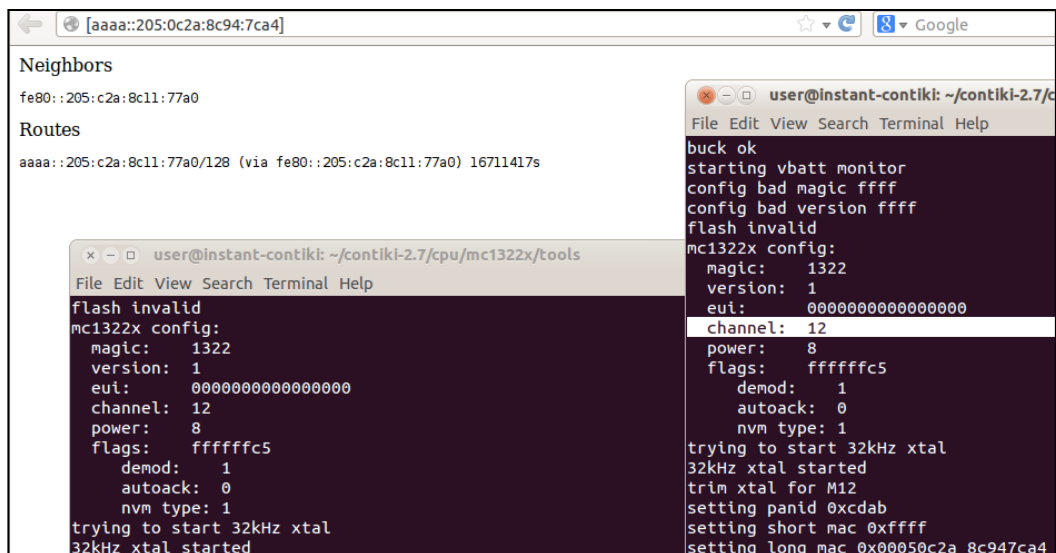 [aaaa::205:0c2a:8c94:7ca4]
Google
Neighbors
fe80::205:c2a:8c11:77a0
Routes
aaaa::205:c2a:8c11:77a0/128 (via fe80::205:c2a:8c11:77a0) 16711417s
user@instant-contiki: ~/contiki-2.7/cpu/mc1322x/tools
File Edit View Search Terminal Help
flash invalid
mc1322x config:
magic: 1322
version: 1
eui: 0000000000000000
channel: 12
power: 8
flags: ffffffc5
demod: 1
autoack: 0
nvm type: 1
trying to start 32kHz xtal
32kHz xtal started
user@instant-contiki: ~/contiki-2.7/c
File Edit View Search Terminal Help
buck ok
starting vbatt monitor
config bad magic ffff
config bad version ffff
flash invalid
mc1322x config:
magic: 1322
version: 1
eui: 0000000000000000
channel: 12
power: 8
flags: ffffffc5
demod: 1
autoack: 0
nvm type: 1
trying to start 32kHz xtal
32kHz xtal started
trim xtal for M12
setting panid 0xcdab
setting short mac 0xffff
setting long mac 0x00050c2a_8c947ca4